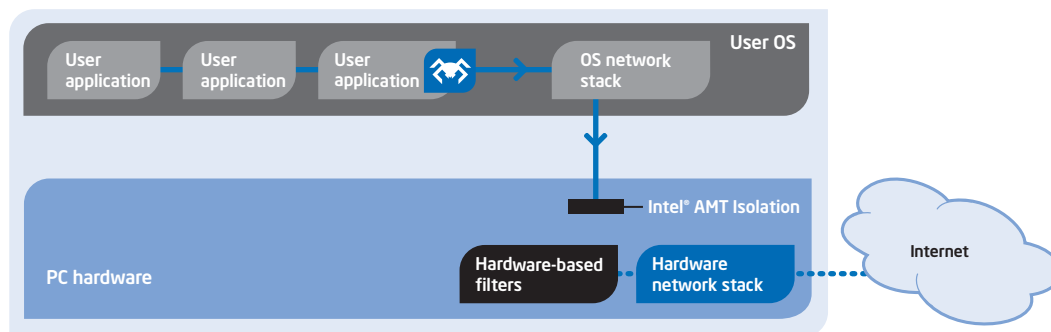 User OS
User
application
User
application
User
application
OS network
stack
Intel® AMT Isolation
PC hardware
Hardware-based
filters
Hardware
network stack
Internet